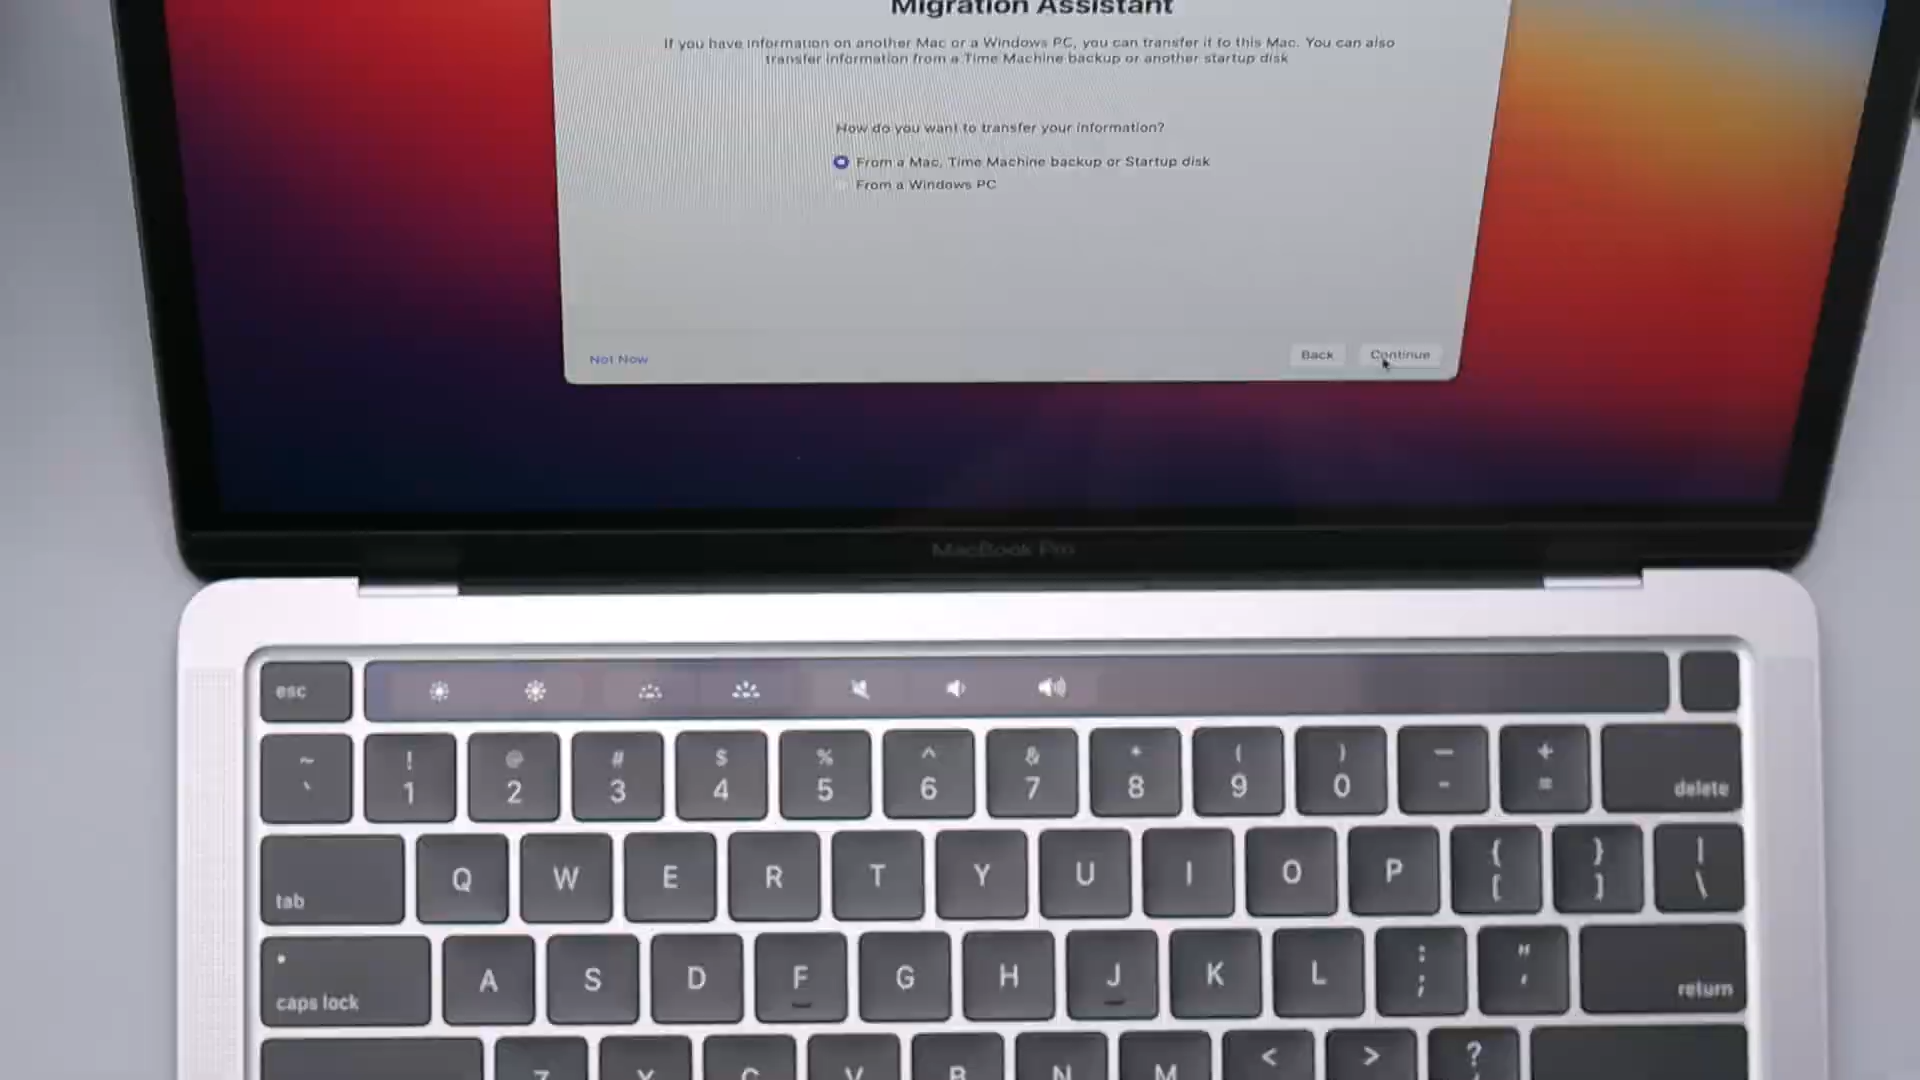 Migration Assistant
If you have information on another Mac or a Windows PC, you can transfer it to this Mac. You can also
transfer information from a Time Machine backup or another startup disk
How do you want to transfer your information?
From a Mac, Time Machine backup or Startup disk
From a Windows PC
Not Now
Back
Continue
MacBook Pro
esc
~ ! @ # $ % ^ & * ( ) — +
` 1 2 3 4 5 6 7 8 9 0 - = delete
{ } |
tab Q W E R T Y U I O P [ ] \
: "
caps lock A S D F G H J K L ; ' return
< > ?
Z X C V B N M